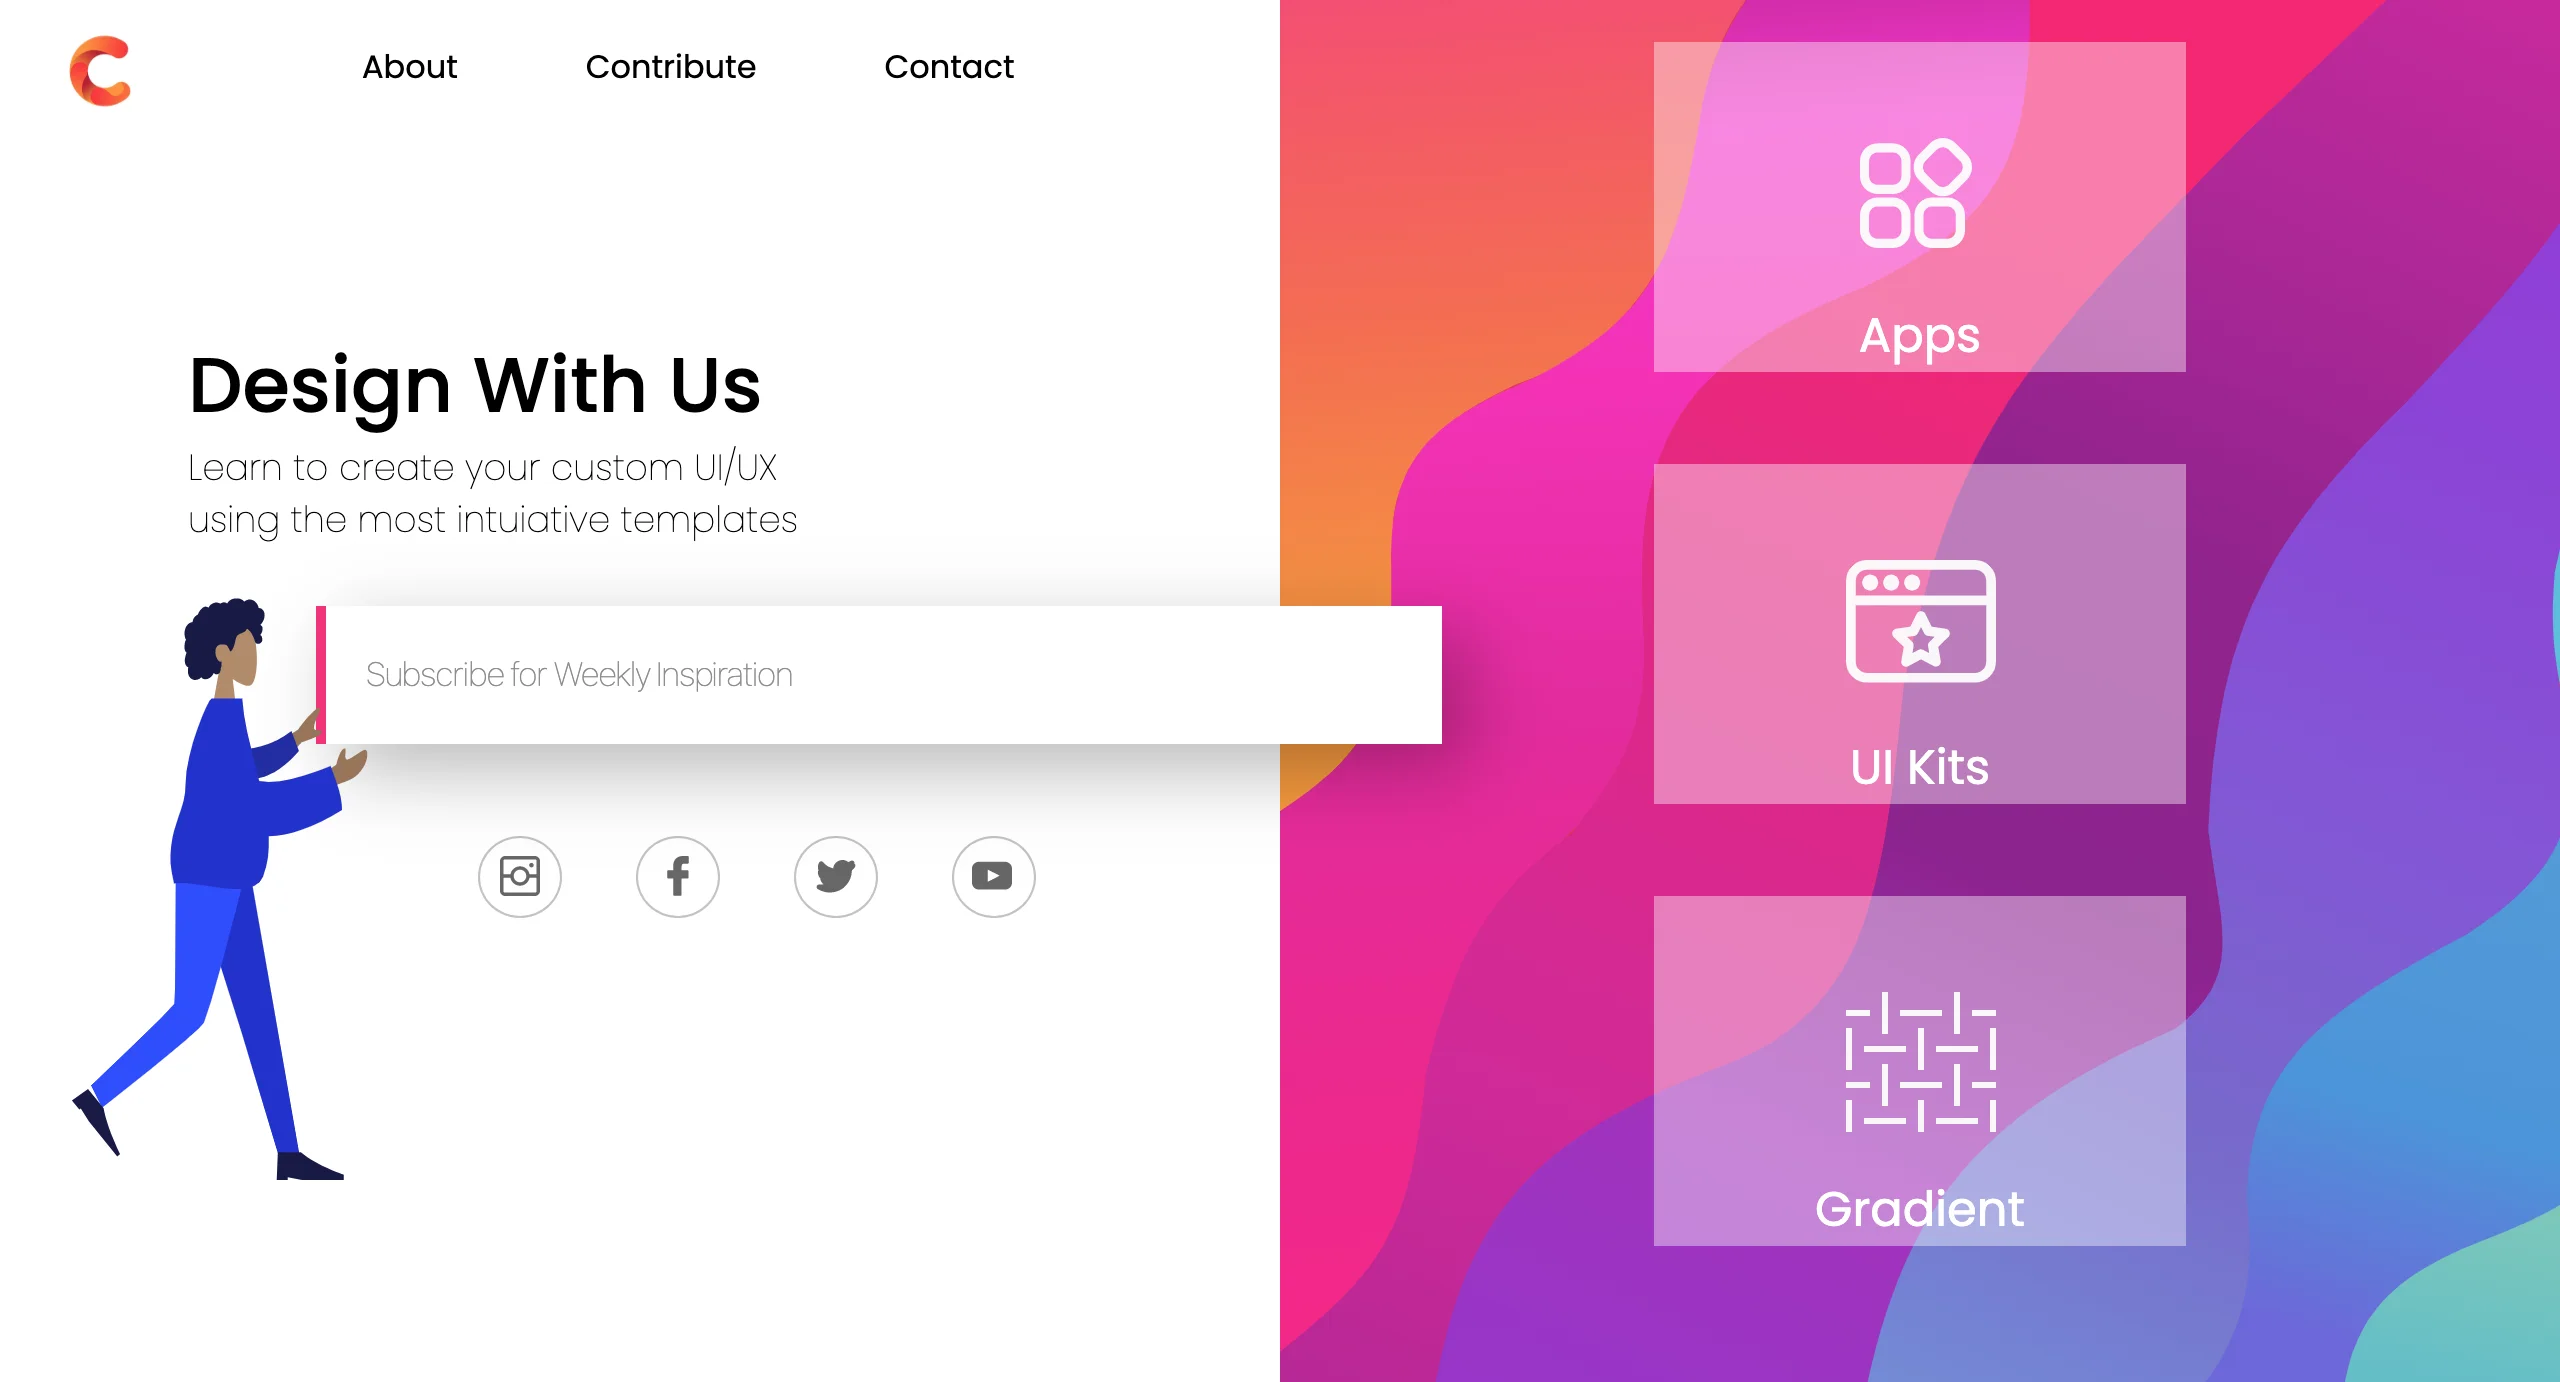 About
Contribute
Contact
Design With Us
Learn to create your custom UI/UX
using the most intuiative templates
Subscribe for Weekly Inspiration
Apps
UI Kits
Gradient